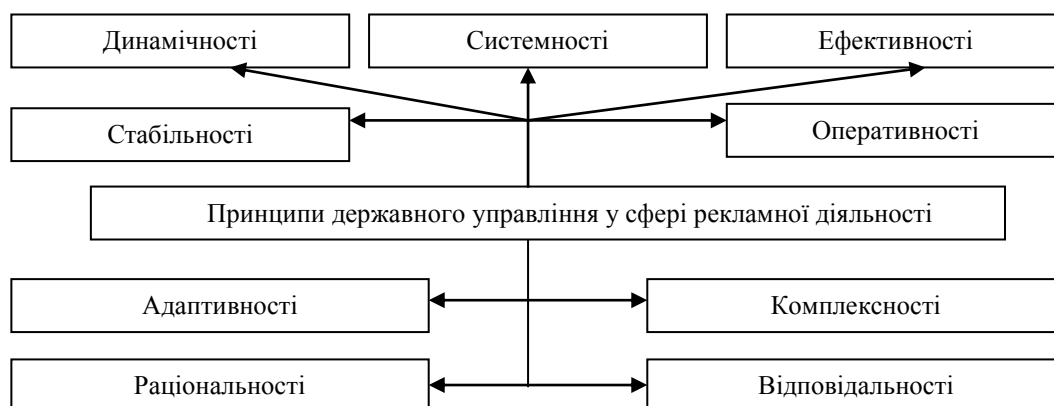 Динамічності
Системності
Ефективності
Стабільності
Оперативності
Принципи державного управління у сфері рекламної діяльності
Адаптивності
Комплексності
Раціональності
Відповідальності